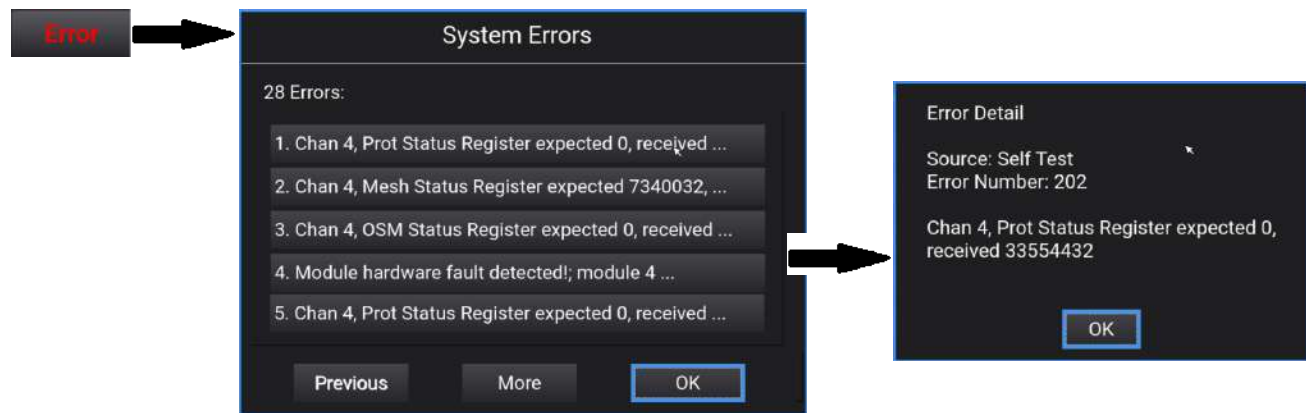 Error
System Errors
28 Errors:
1. Chan 4, Prot Status Register expected 0, received ...
2. Chan 4, Mesh Status Register expected 7340032, ...
3. Chan 4, OSM Status Register expected 0, received ...
4. Module hardware fault detected!; module 4 ...
5. Chan 4, Prot Status Register expected 0, received ...
Previous
More
OK
Error Detail
Source: Self Test
Error Number: 202
Chan 4, Prot Status Register expected 0,
received 33554432
OK